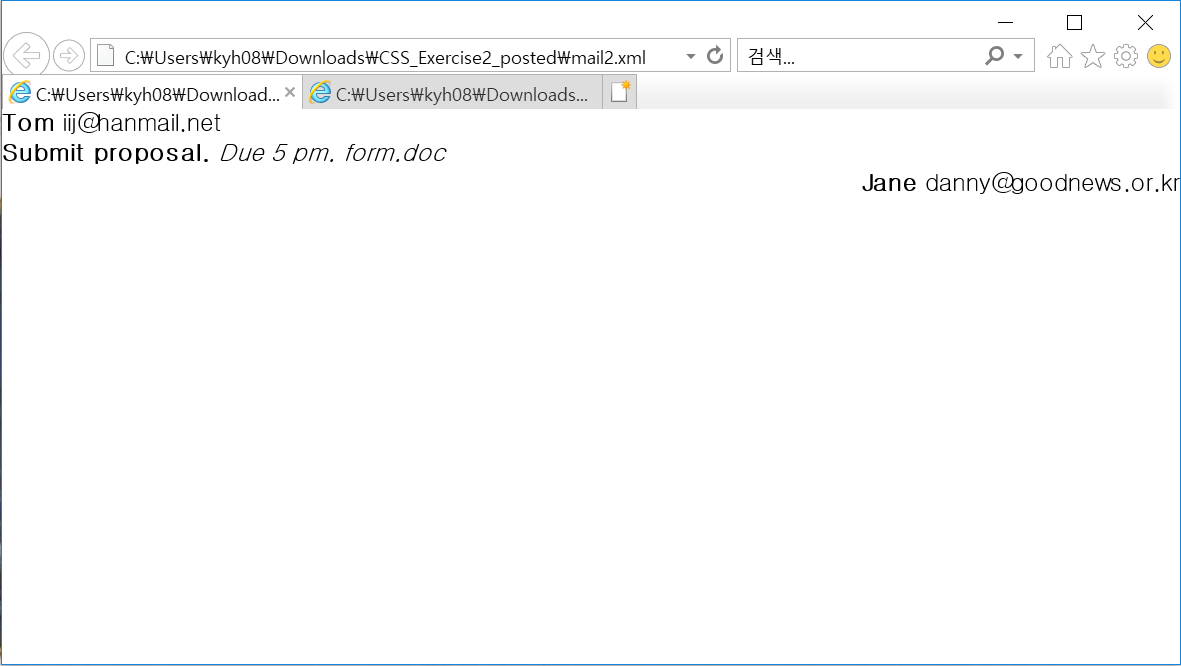 C:₩Users₩kyh08₩Downloads₩CSS_Exercise2_posted₩mail2.xml
검색...
C:₩Users₩kyh08₩Download...
C:₩Users₩kyh08₩Downloads...
Tom iij@hanmail.net
Submit proposal. Due 5 pm. form.doc
Jane danny@goodnews.or.kr